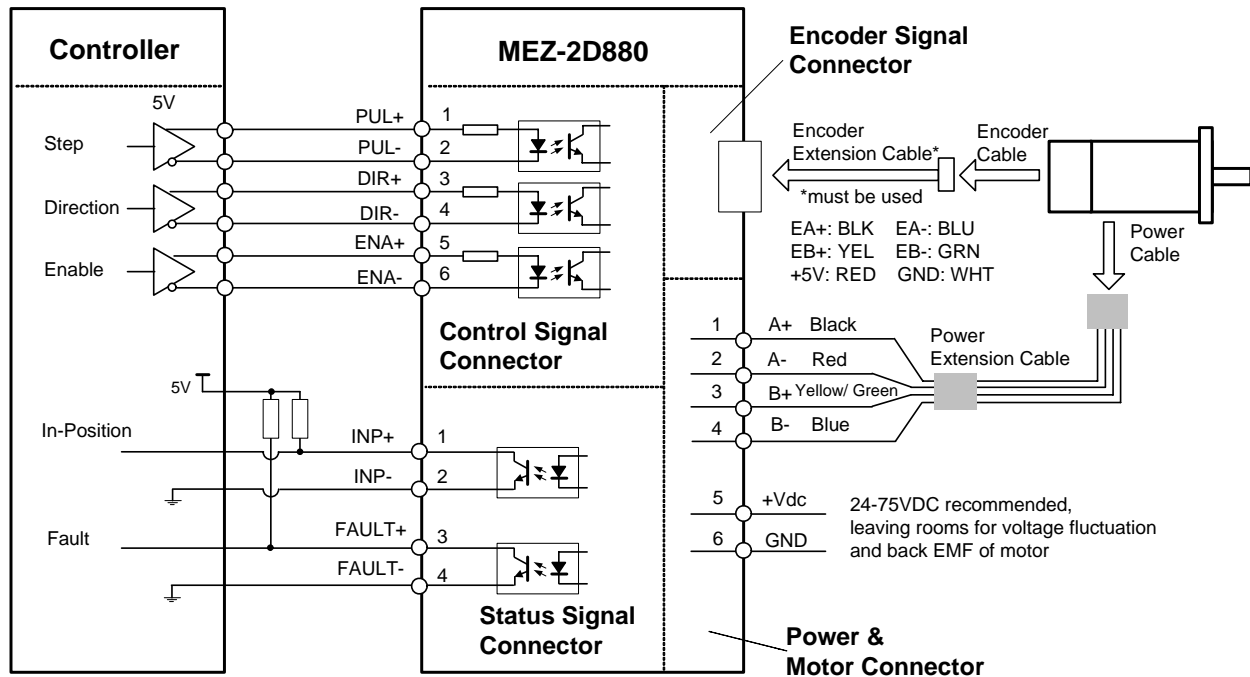 Controller
5V
Step
Direction
Enable
PUL+
PUL-
DIR+
DIR-
ENA+
ENA-
1
2
3
4
5
6
MEZ-2D880
Control Signal
Connector
5V
In-Position
Fault
INP+
INP-
FAULT+
FAULT-
1
2
3
4
Status Signal
Connector
Encoder Signal
Connector
Encoder
Extension Cable*
*must be used
Encoder
Cable
EA+: BLK EA-: BLU
EB+: YEL EB-: GRN
+5V: RED GND: WHT
Power
Cable
1 A+ Black
2 A- Red
3 B+ Yellow/ Green
4 B- Blue
Power
Extension Cable
5 +Vdc
6 GND
24-75VDC recommended,
leaving rooms for voltage fluctuation
and back EMF of motor
Power &
Motor Connector